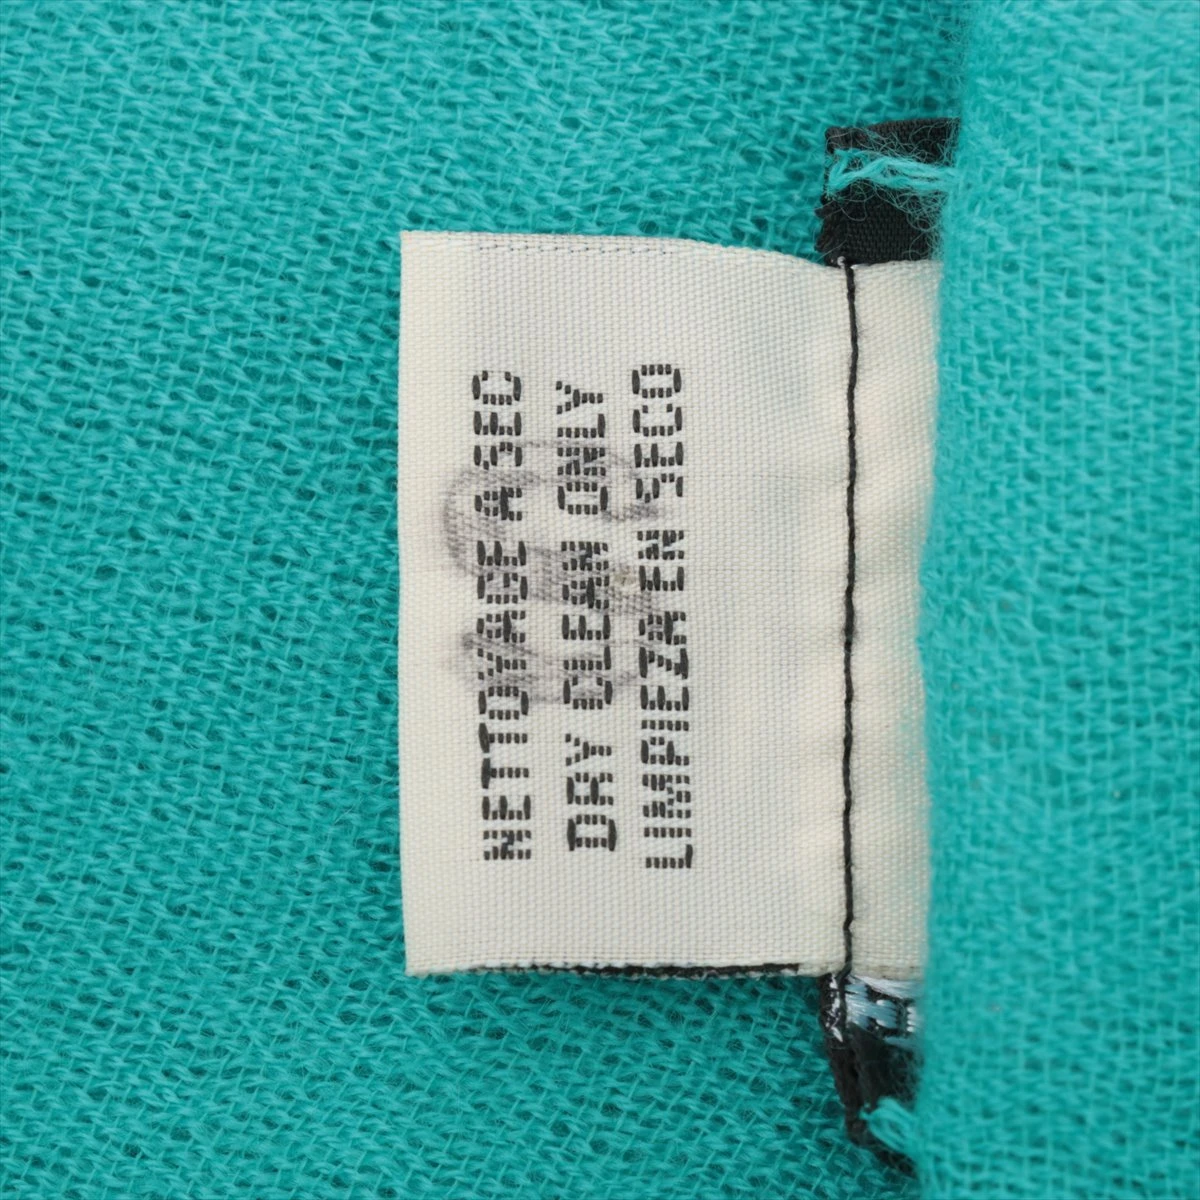 NETTOYAGE A SEC
DRY CLEAN ONLY
LIMPIEZA EN SECO